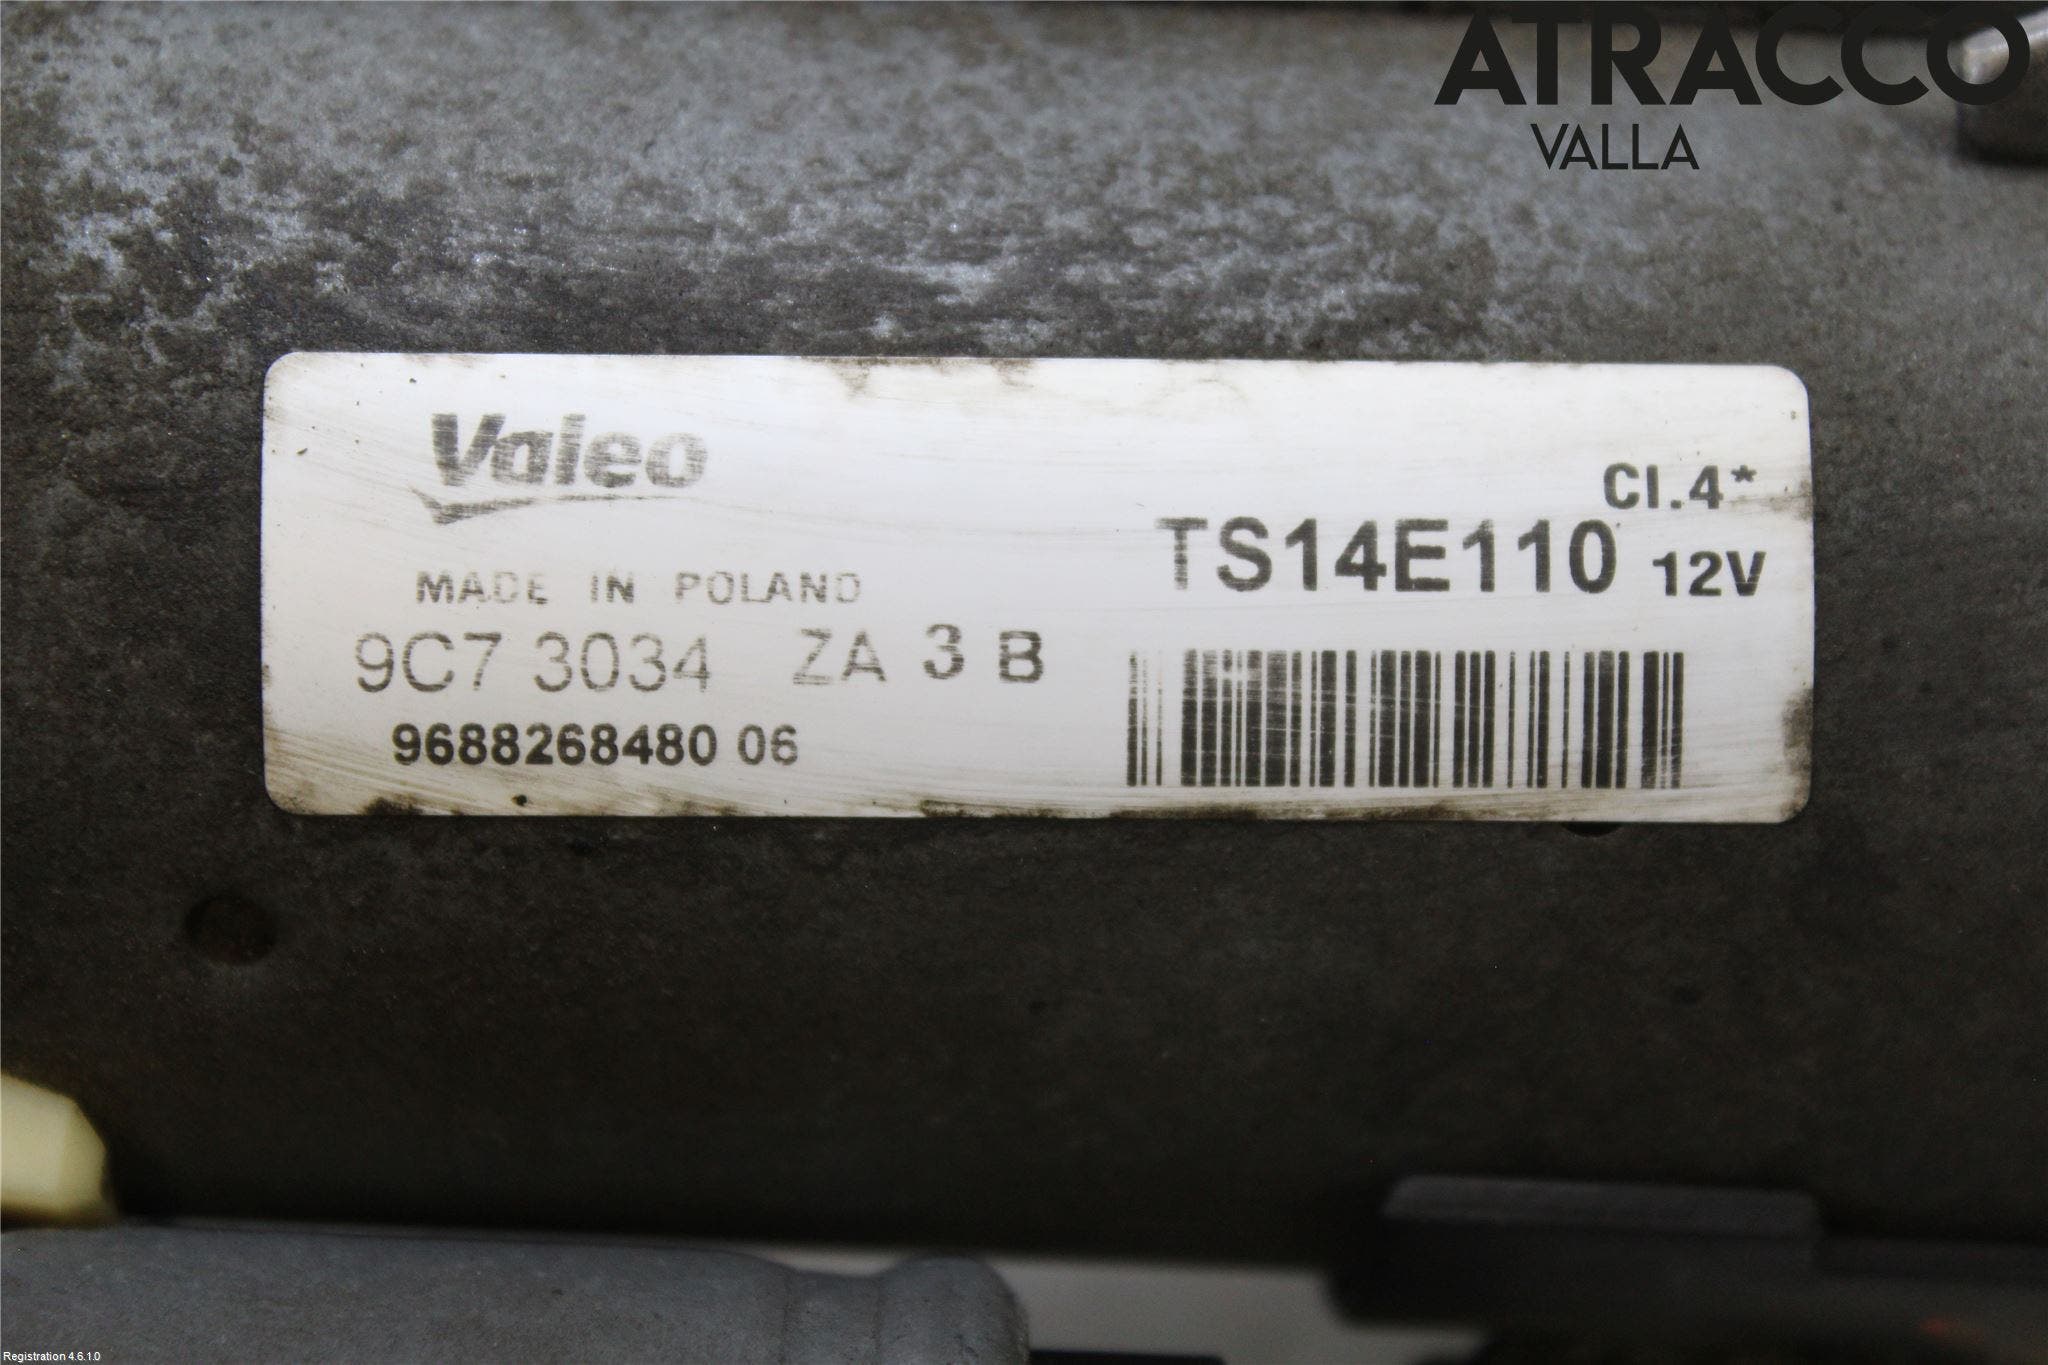 ATRACCO
VALLA
Valeo
CI.4*
TS14E110 12V
MADE IN POLAND
9C7 3034 ZA 3 B
9688268480 06
Registration 4.6.1.0